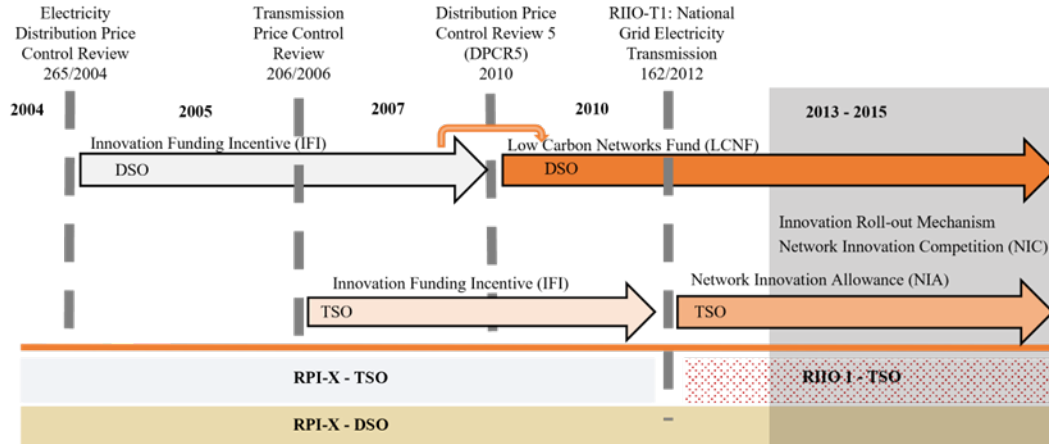 Electricity
Distribution Price
Control Review
265/2004
Transmission
Price Control
Review
206/2006
Distribution Price
Control Review 5
(DPCR5)
2010
RIIO-T1: National
Grid Electricity
Transmission
162/2012
2004
2005
2007
2010
2013 - 2015
Innovation Funding Incentive (IFI)
DSO
Low Carbon Networks Fund (LCNF)
DSO
Innovation Roll-out Mechanism
Network Innovation Competition (NIC)
Innovation Funding Incentive (IFI)
TSO
Network Innovation Allowance (NIA)
TSO
RPI-X - TSO
RIIO 1 - TSO
RPI-X - DSO